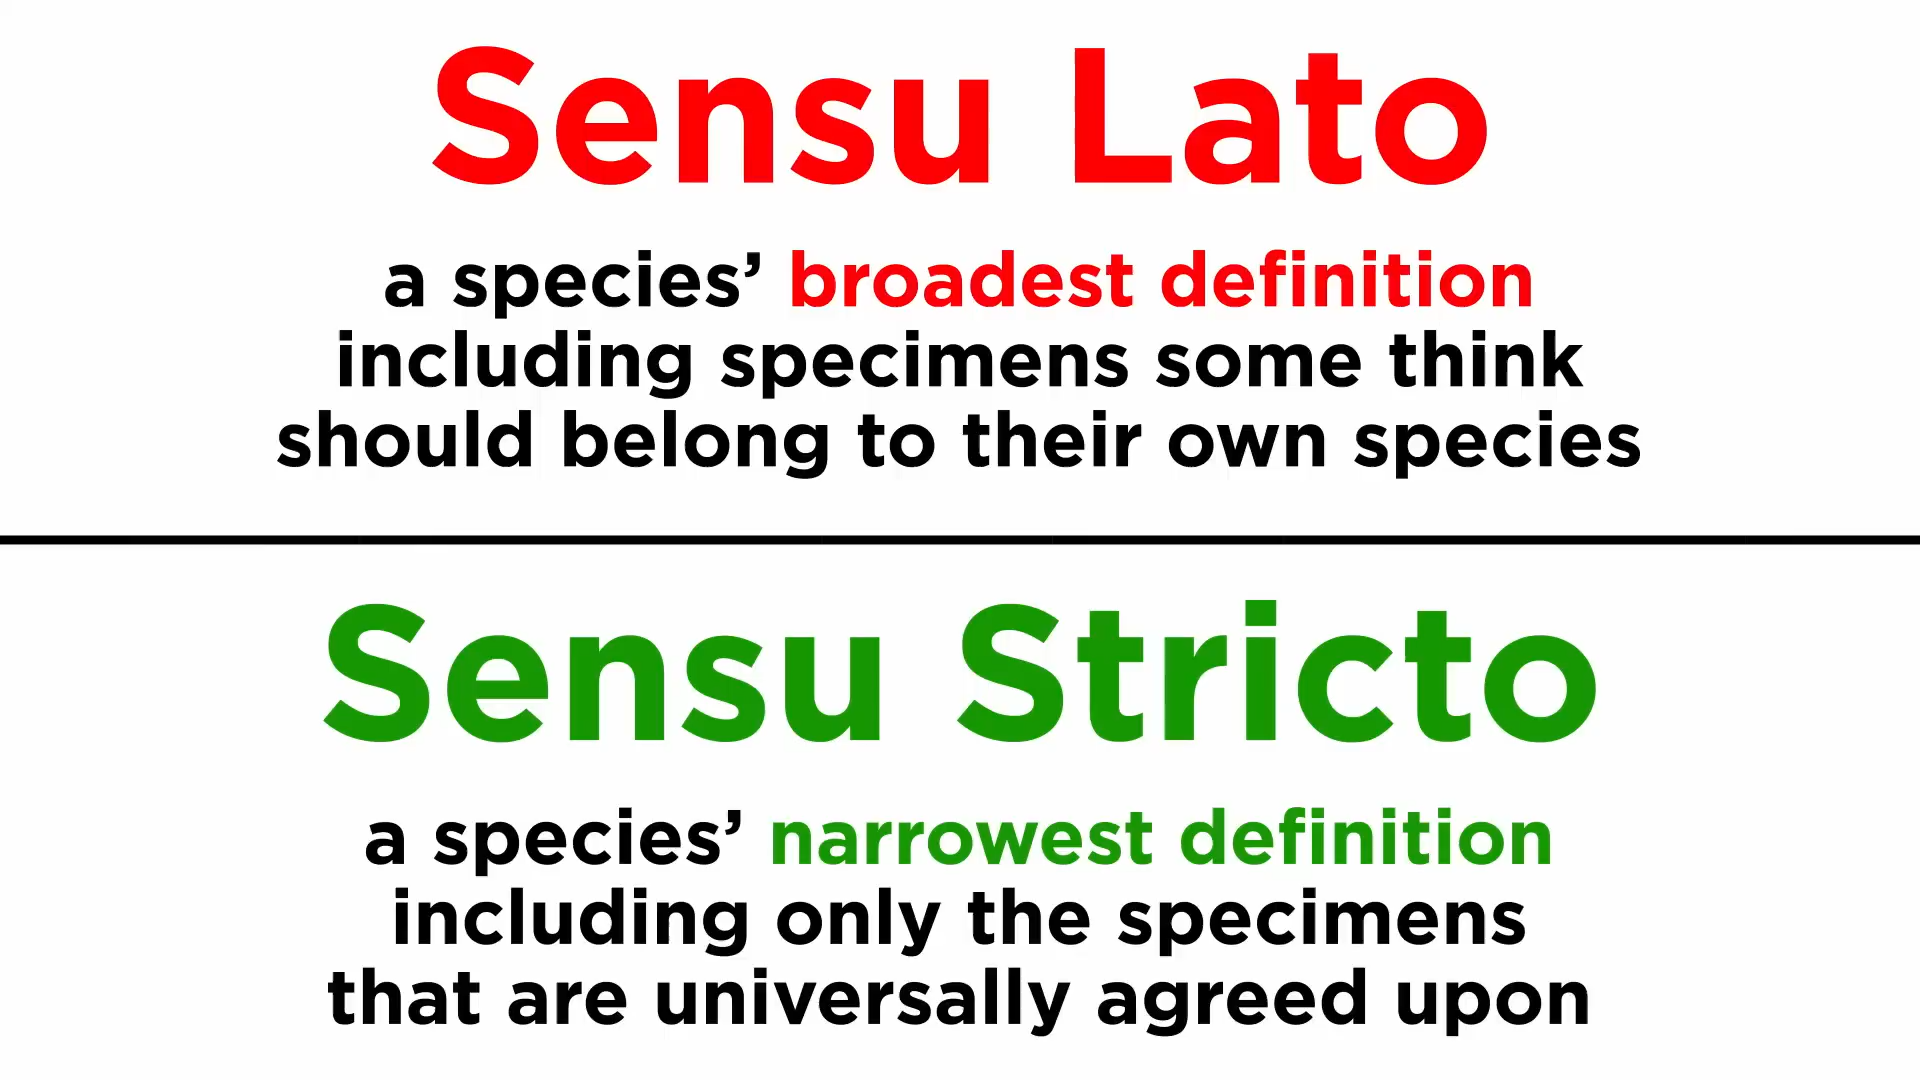 Sensu Lato
a species’ broadest definition
including specimens some think
should belong to their own species
Sensu Stricto
a species’ narrowest definition
including only the specimens
that are universally agreed upon